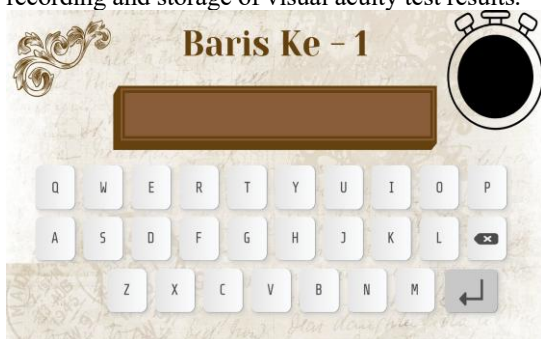 recording and storage of visual acuity test results.
Baris Ke - 1
Q W E R T Y U I O P
A S D F G H J K L
Z X C V B N M